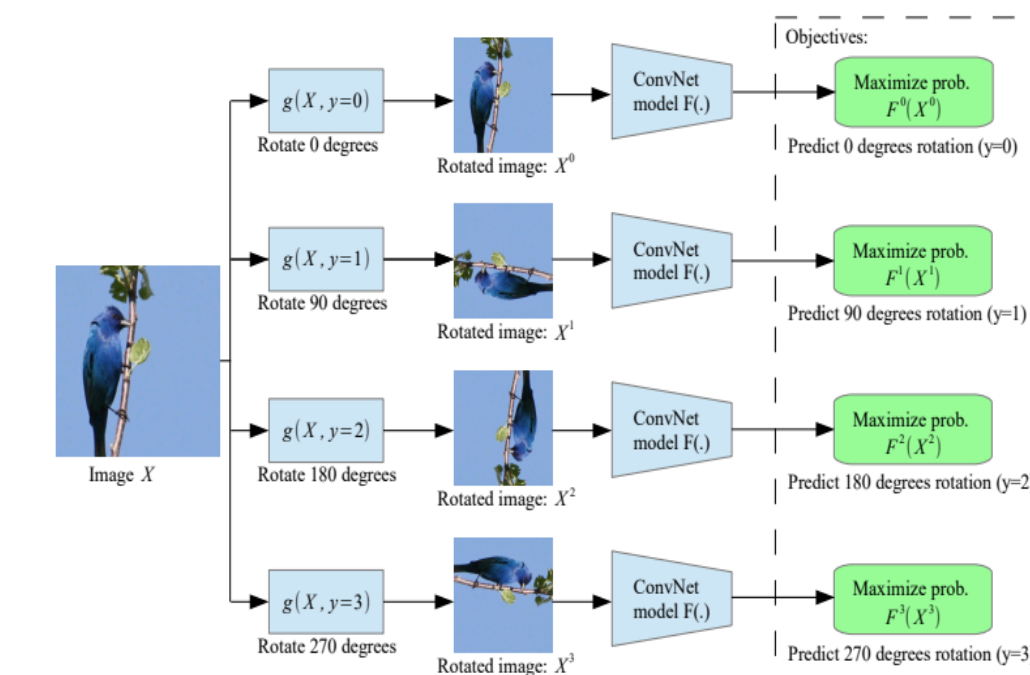 Objectives:
g(X, y=0)
Rotate 0 degrees
Rotated image: X⁰
ConvNet
model F(.)
Maximize prob.
F⁰(X⁰)
Predict 0 degrees rotation (y=0)
g(X, y=1)
Rotate 90 degrees
Rotated image: X¹
ConvNet
model F(.)
Maximize prob.
F¹(X¹)
Predict 90 degrees rotation (y=1)
Image X
g(X, y=2)
Rotate 180 degrees
Rotated image: X²
ConvNet
model F(.)
Maximize prob.
F²(X²)
Predict 180 degrees rotation (y=2
g(X, y=3)
Rotate 270 degrees
Rotated image: X³
ConvNet
model F(.)
Maximize prob.
F³(X³)
Predict 270 degrees rotation (y=3